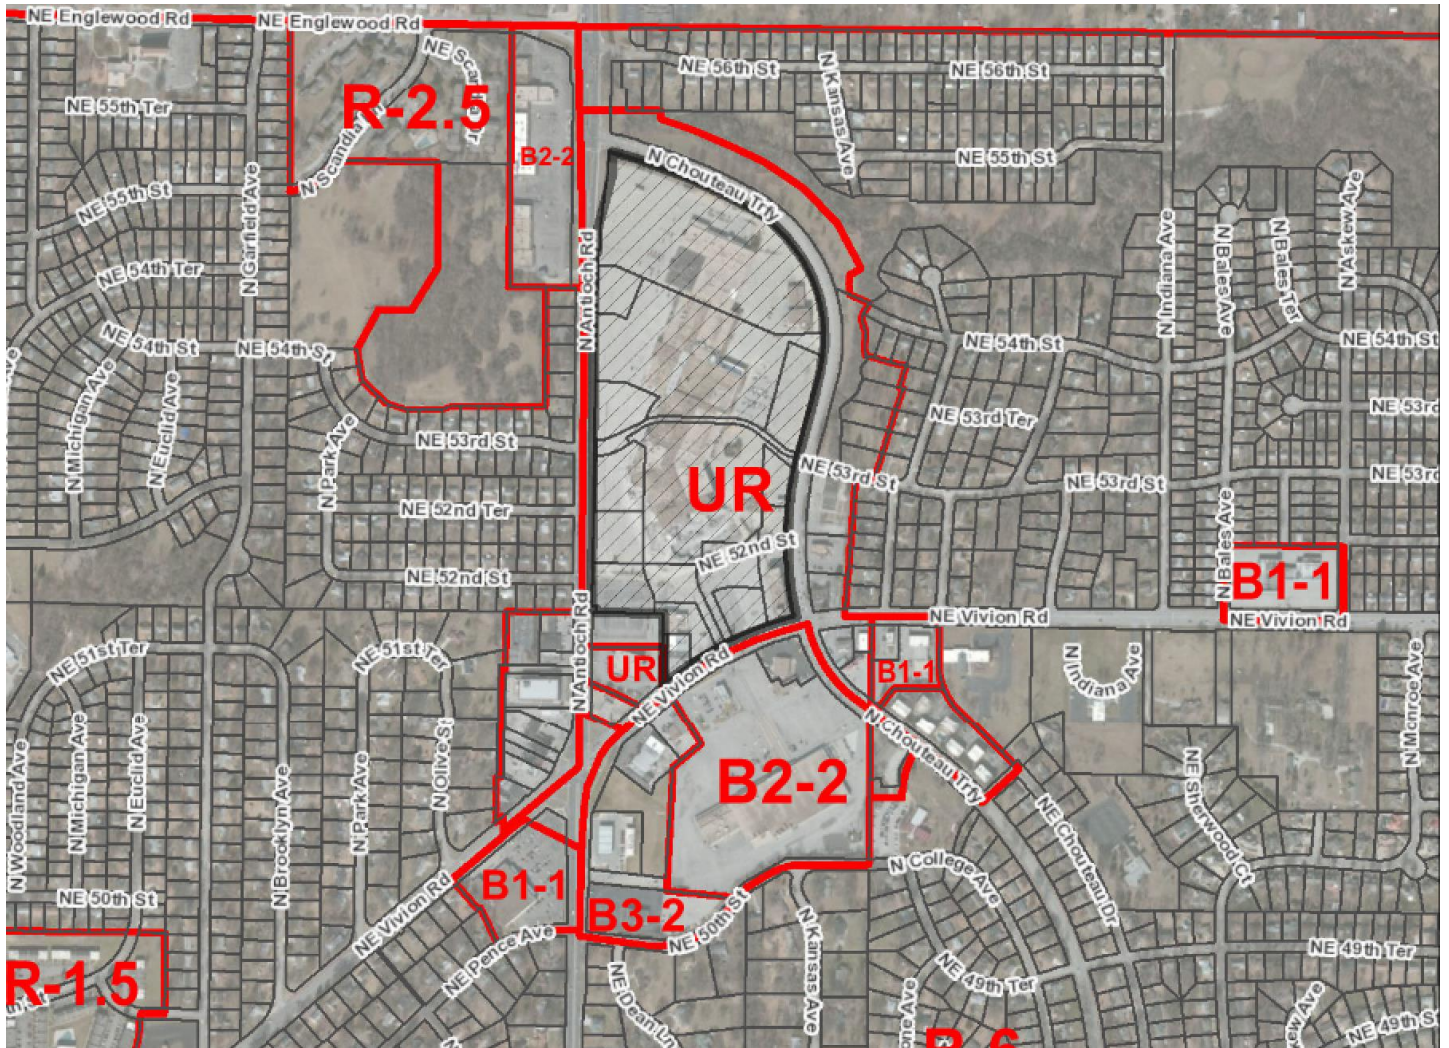 NE Englewood Rd
NE Englewood Rd
NE 56th St
NE 56th St
N Kansas Ave
R-2.5
N Scandia
B2-2
NE 55th Ter
NE 55th St
N Chouteau Trfy
NE 55th St
N Garfield Ave
N Antioch Rd
N Indiana Ave
N Bales Ave
N Bales Ter
N Askew Ave
NE 54th Ter
NE 54th St
NE 54th St
NE 54th St
NE 54th St
N Michigan Ave
N Euclid Ave
N Park Ave
NE 53rd St
NE 53rd Ter
NE 53rd
NE 53rd St
NE 53rd St
NE 53rd
UR
NE 52nd Ter
NE 52nd St
NE 52nd St
N Bales Ave
B1-1
NE Vivion Rd
NE Vivion Rd
N Antioch Rd
NE 51st Ter
NE 51st Ter
UR
NE Vivion Rd
B1-1
N Indiana Ave
N Monroe Ave
N Chouteau Trfy
B2-2
N Woodland Ave
N Michigan Ave
N Euclid Ave
N Brooklyn Ave
N Park Ave
N Olive St
NE Sherwood Ct
NE Chouteau Dr
N College Ave
B1-1
B3-2
NE 50th St
NE 50th St
NE Vivion Rd
NE Pence Ave
N Kansas Ave
NE 49th Ter
NE 49th Ter
R-1.5
NE Dean Ln
NE 49th S